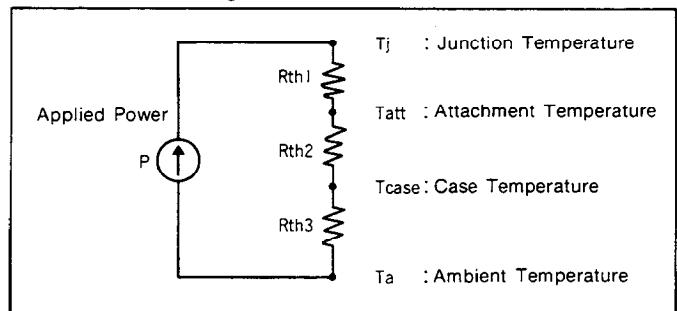 Tj : Junction Temperature
Rth1
Applied Power
Tatt : Attachment Temperature
P
Rth2
Tcase : Case Temperature
Rth3
Ta : Ambient Temperature